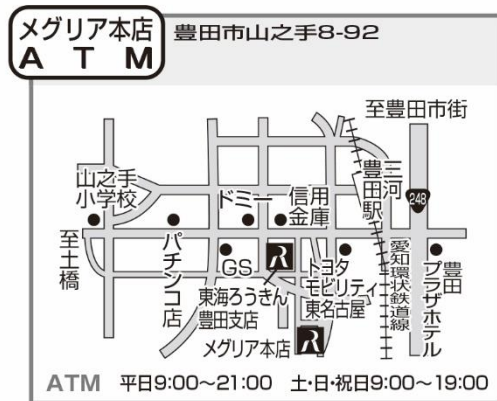 メグリア本店
ATM
豊田市山之手8-92
至豊田市街
山之手
小学校
ドミー
信用
金庫
三河
豊田駅
248
至土橋
パチンコ店
GS
R
東海ろうきん
豊田支店
トヨタ
モビリティ
東名古屋
愛知環状鉄道線
豊田
プラザホテル
メグリア本店
R
ATM 平日9:00～21:00 土・日・祝日9:00～19:00